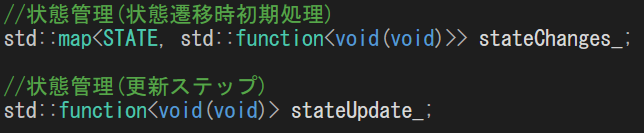 //状態管理(状態遷移時初期処理)
std::map<STATE, std::function<void(void)>> stateChanges_;
//状態管理(更新ステップ)
std::function<void(void)> stateUpdate_;